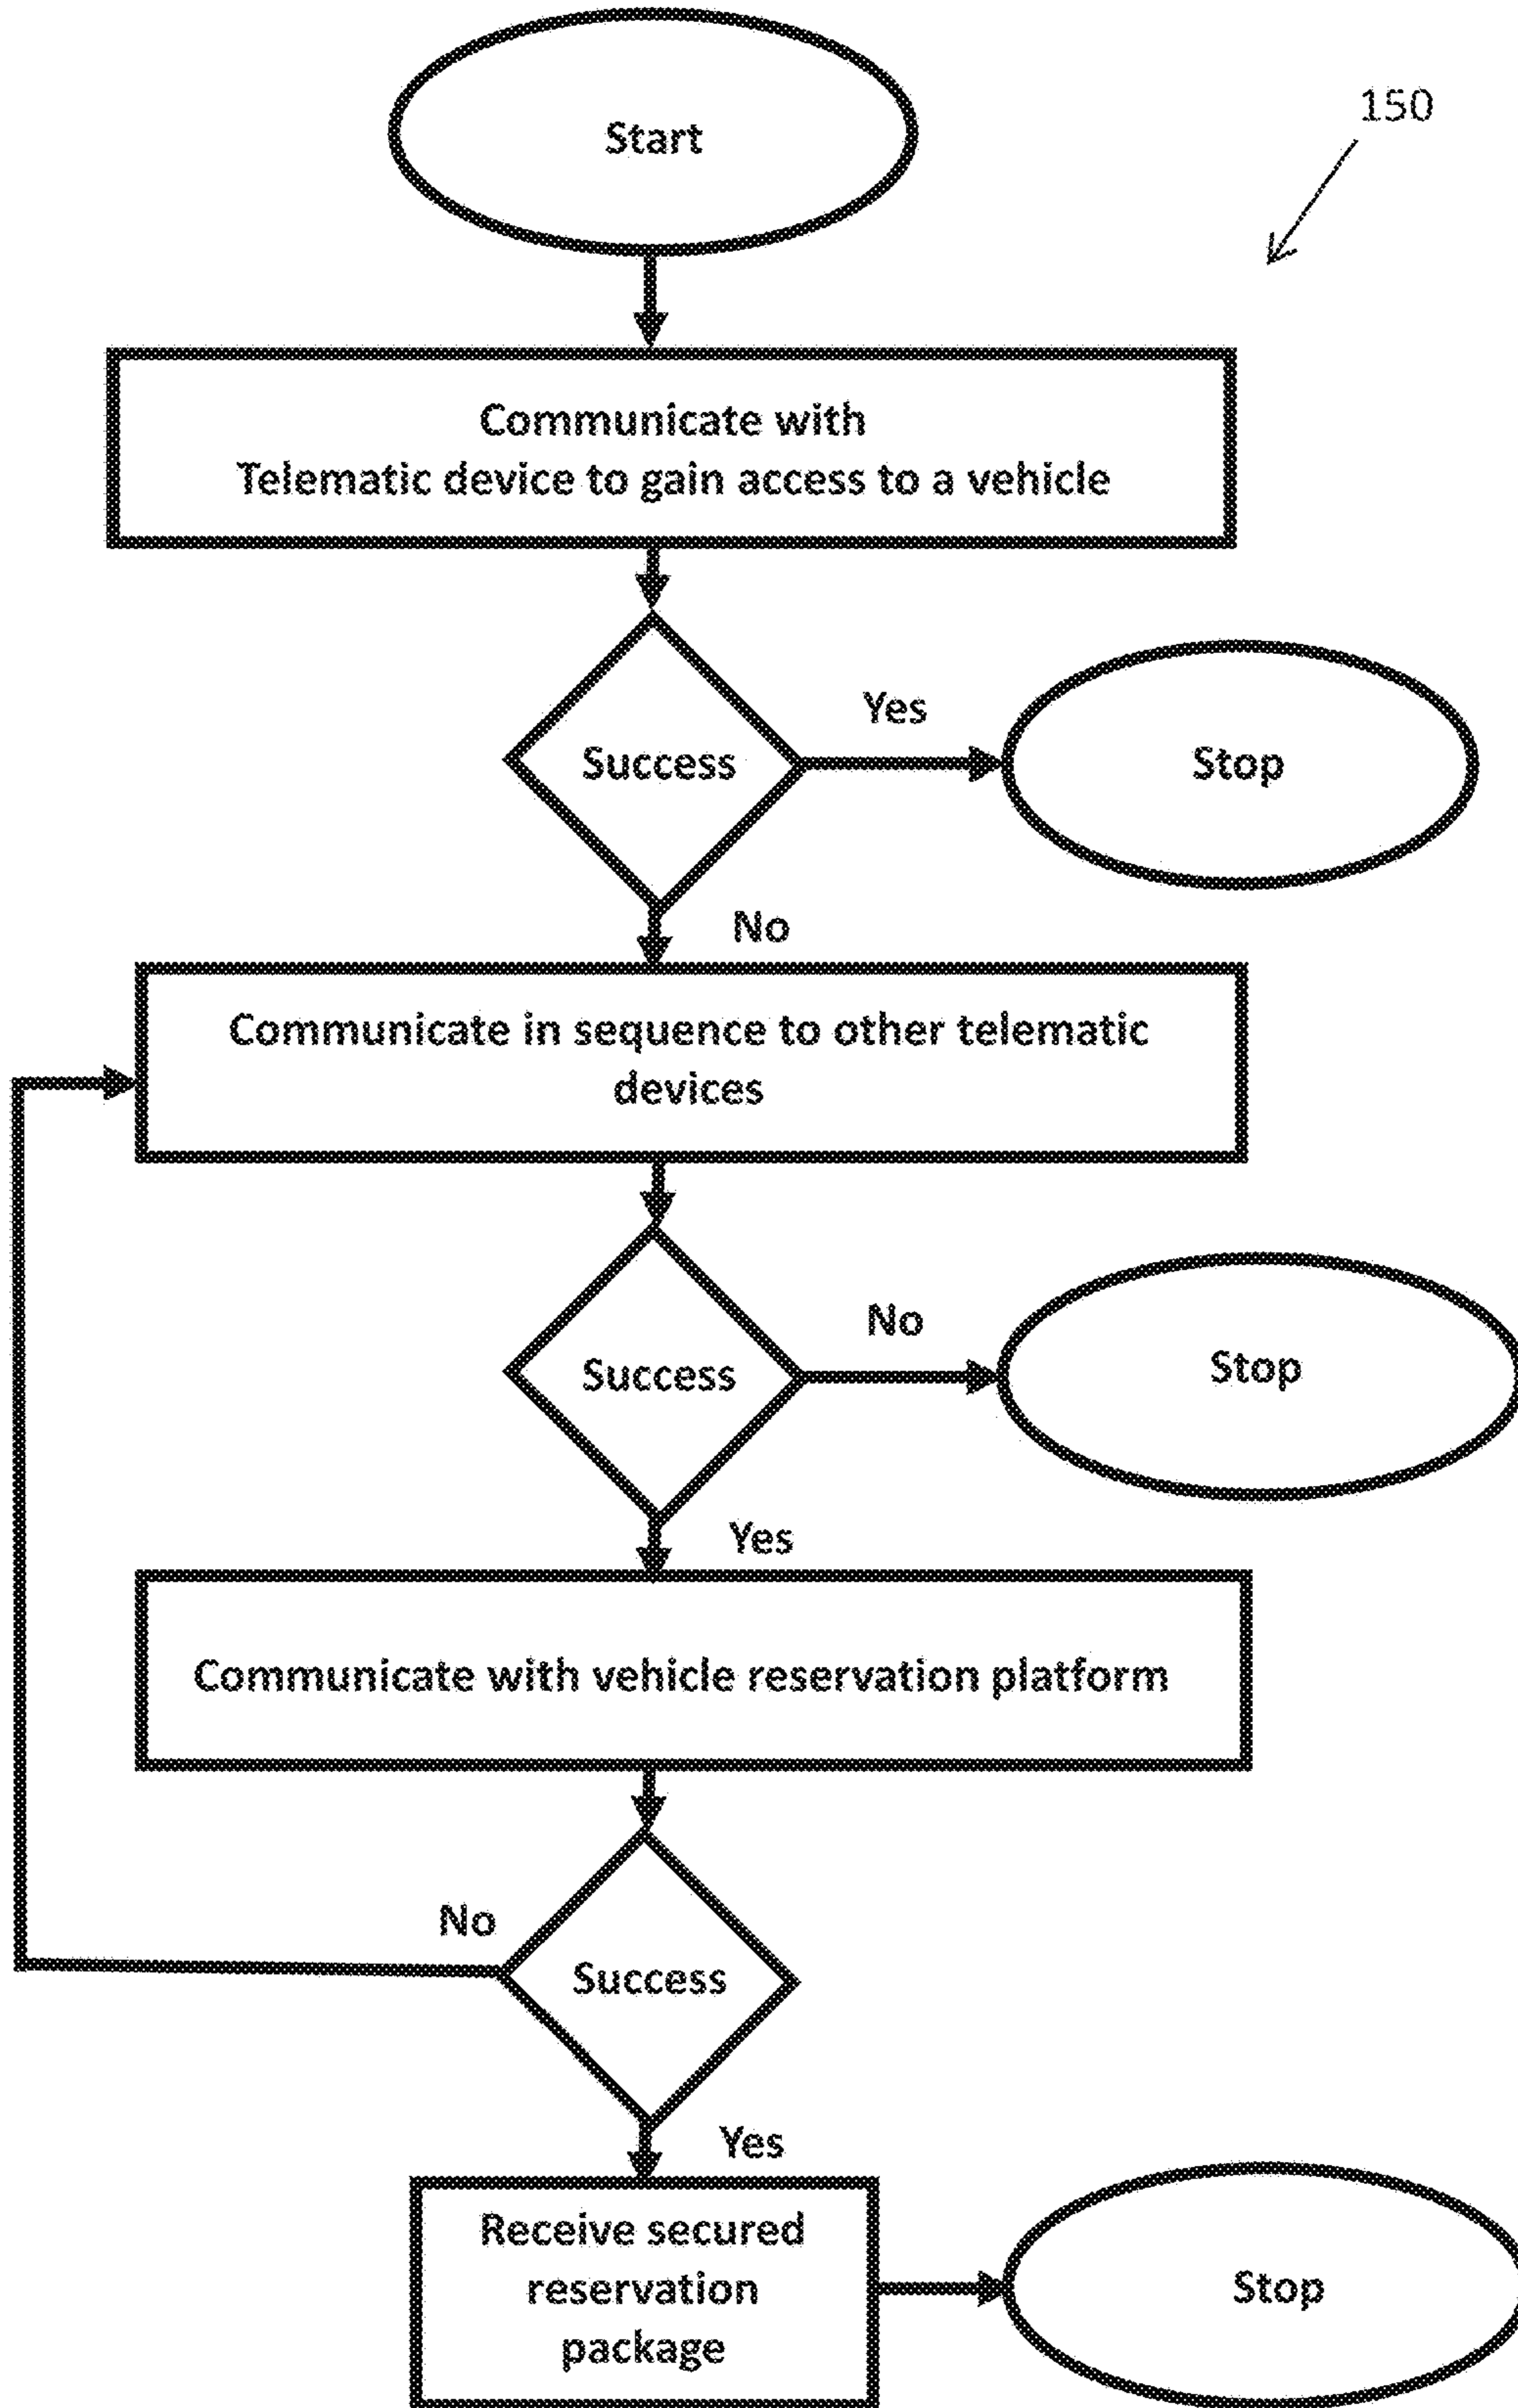 Start
150
Communicate with
Telematic device to gain access to a vehicle
Success
Yes
Stop
No
Communicate in sequence to other telematic
devices
Success
No
Stop
Yes
Communicate with vehicle reservation platform
No
Success
Yes
Receive secured
reservation
package
Stop